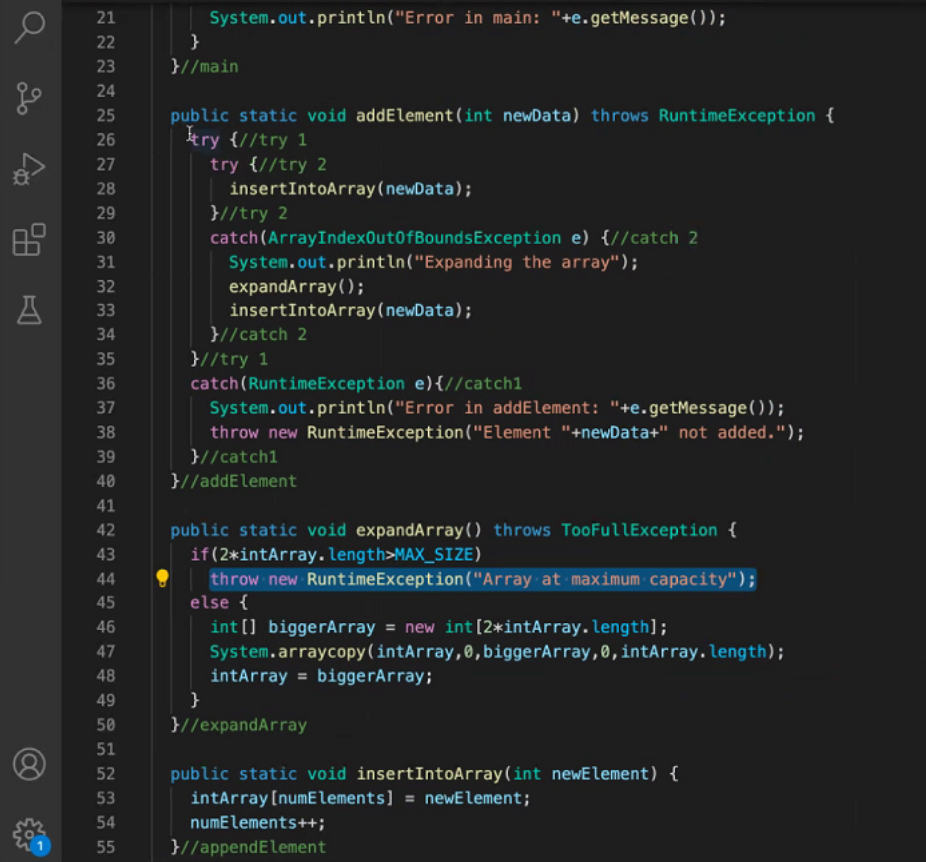 21 System.out.println("Error in main: "+e.getMessage());
22 }
23 }//main
24
25 public static void addElement(int newData) throws RuntimeException {
26 try {//try 1
27 try {//try 2
28 insertIntoArray(newData);
29 }//try 2
30 catch(ArrayIndexOutOfBoundsException e) {//catch 2
31 System.out.println("Expanding the array");
32 expandArray();
33 insertIntoArray(newData);
34 }//catch 2
35 }//try 1
36 catch(RuntimeException e){//catch1
37 System.out.println("Error in addElement: "+e.getMessage());
38 throw new RuntimeException("Element "+newData+" not added.");
39 }//catch1
40 }//addElement
41
42 public static void expandArray() throws TooFullException {
43 if(2*intArray.length>MAX_SIZE)
44 throw new RuntimeException("Array at maximum capacity");
45 else {
46 int[] biggerArray = new int[2*intArray.length];
47 System.arraycopy(intArray,0,biggerArray,0,intArray.length);
48 intArray = biggerArray;
49 }
50 }//expandArray
51
52 public static void insertIntoArray(int newElement) {
53 intArray[numElements] = newElement;
54 numElements++;
55 }//appendElement
1